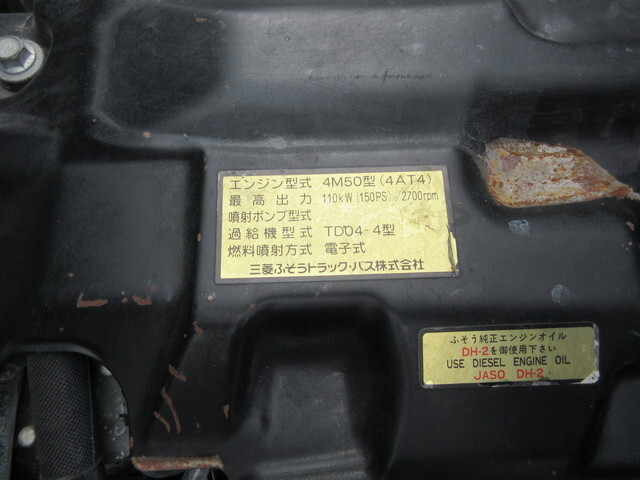 エンジン型式 4M50型(4AT4)
最高出力 110kW(150PS)/2700rpm
噴射ポンプ型式
過給機型式 TD04-4型
燃料噴射方式 電子式
三菱ふそうトラック・バス株式会社
ふそう純正エンジンオイル
DH-2を御使用下さい
USE DIESEL ENGINE OIL
JASO DH-2